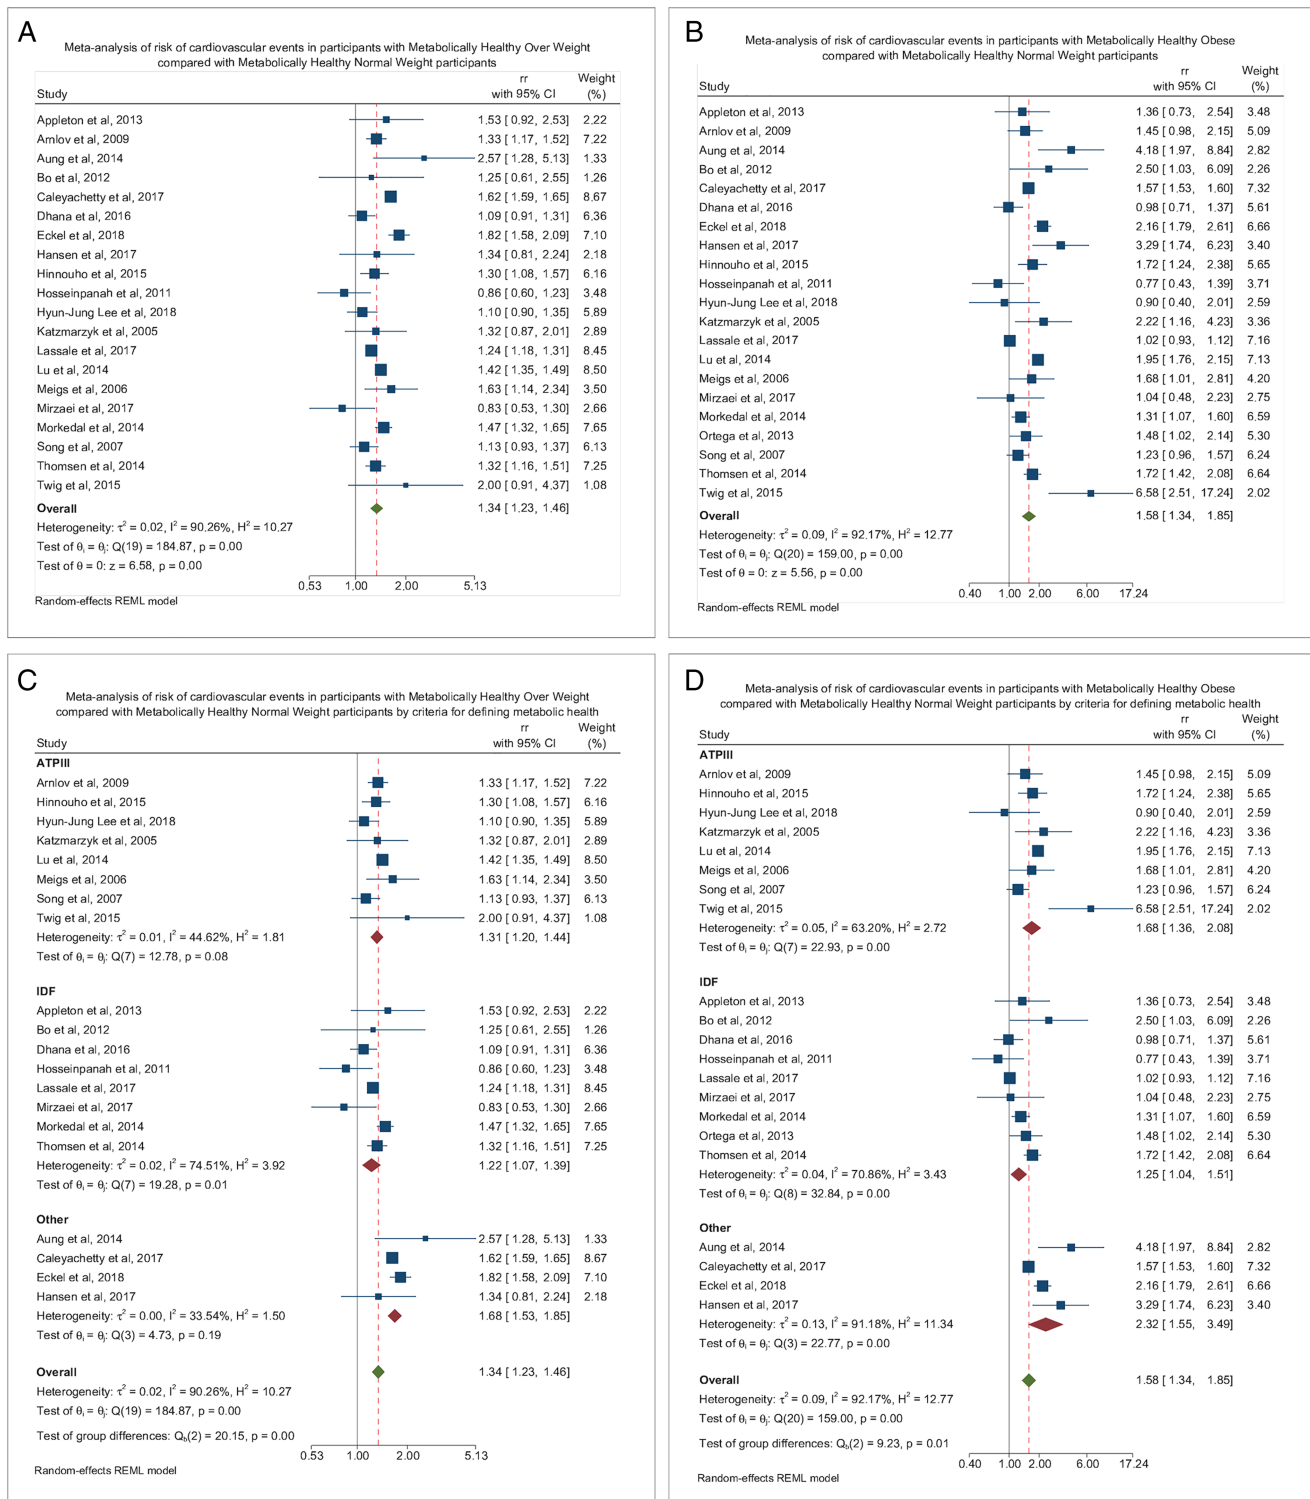 A
Meta-analysis of risk of cardiovascular events in participants with Metabolically Healthy Over Weight
compared with Metabolically Healthy Normal Weight participants
rr Weight
Study with 95% CI (%)
Appleton et al, 2013 1.53 [ 0.92, 2.53] 2.22
Amlov et al, 2009 1.33 [ 1.17, 1.52] 7.22
Aung et al, 2014 2.57 [ 1.28, 5.13] 1.33
Bo et al, 2012 1.25 [ 0.61, 2.55] 1.26
Caleyachetty et al, 2017 1.62 [ 1.59, 1.65] 8.67
Dhana et al, 2016 1.09 [ 0.91, 1.31] 6.36
Eckel et al, 2018 1.82 [ 1.58, 2.09] 7.10
Hansen et al, 2017 1.34 [ 0.81, 2.24] 2.18
Hinnouho et al, 2015 1.30 [ 1.08, 1.57] 6.16
Hosseinpanah et al, 2011 0.86 [ 0.60, 1.23] 3.48
Hyun-Jung Lee et al, 2018 1.10 [ 0.90, 1.35] 5.89
Katzmarzyk et al, 2005 1.32 [ 0.87, 2.01] 2.89
Lassale et al, 2017 1.24 [ 1.18, 1.31] 8.45
Lu et al, 2014 1.42 [ 1.35, 1.49] 8.50
Meigs et al, 2006 1.63 [ 1.14, 2.34] 3.50
Mirzaei et al, 2017 0.83 [ 0.53, 1.30] 2.66
Morkedal et al, 2014 1.47 [ 1.32, 1.65] 7.65
Song et al, 2007 1.13 [ 0.93, 1.37] 6.13
Thomsen et al, 2014 1.32 [ 1.16, 1.51] 7.25
Twig et al, 2015 2.00 [ 0.91, 4.37] 1.08
Overall 1.34 [ 1.23, 1.46]
Heterogeneity: τ² = 0.02, I² = 90.26%, H² = 10.27
Test of θᵢ = θⱼ: Q(19) = 184.87, p = 0.00
Test of θ = 0: z = 6.58, p = 0.00
0.53 1.00 2.00 5.13
Random-effects REML model
B
Meta-analysis of risk of cardiovascular events in participants with Metabolically Healthy Obese
compared with Metabolically Healthy Normal Weight participants
rr Weight
Study with 95% CI (%)
Appleton et al, 2013 1.36 [ 0.73, 2.54] 3.48
Arnlov et al, 2009 1.45 [ 0.98, 2.15] 5.09
Aung et al, 2014 4.18 [ 1.97, 8.84] 2.82
Bo et al, 2012 2.50 [ 1.03, 6.09] 2.26
Caleyachetty et al, 2017 1.57 [ 1.53, 1.60] 7.32
Dhana et al, 2016 0.98 [ 0.71, 1.37] 5.61
Eckel et al, 2018 2.16 [ 1.79, 2.61] 6.66
Hansen et al, 2017 3.29 [ 1.74, 6.23] 3.40
Hinnouho et al, 2015 1.72 [ 1.24, 2.38] 5.65
Hosseinpanah et al, 2011 0.77 [ 0.43, 1.39] 3.71
Hyun-Jung Lee et al, 2018 0.90 [ 0.40, 2.01] 2.59
Katzmarzyk et al, 2005 2.22 [ 1.16, 4.23] 3.36
Lassale et al, 2017 1.02 [ 0.93, 1.12] 7.16
Lu et al, 2014 1.95 [ 1.76, 2.15] 7.13
Meigs et al, 2006 1.68 [ 1.01, 2.81] 4.20
Mirzaei et al, 2017 1.04 [ 0.48, 2.23] 2.75
Morkedal et al, 2014 1.31 [ 1.07, 1.60] 6.59
Ortega et al, 2013 1.48 [ 1.02, 2.14] 5.30
Song et al, 2007 1.23 [ 0.96, 1.57] 6.24
Thomsen et al, 2014 1.72 [ 1.42, 2.08] 6.64
Twig et al, 2015 6.58 [ 2.51, 17.24] 2.02
Overall 1.58 [ 1.34, 1.85]
Heterogeneity: τ² = 0.09, I² = 92.17%, H² = 12.77
Test of θᵢ = θⱼ: Q(20) = 159.00, p = 0.00
Test of θ = 0: z = 5.56, p = 0.00
0.40 1.00 2.00 6.00 17.24
Random-effects REML model
C
Meta-analysis of risk of cardiovascular events in participants with Metabolically Healthy Over Weight
compared with Metabolically Healthy Normal Weight participants by criteria for defining metabolic health
rr Weight
Study with 95% CI (%)
ATPIII
Arnlov et al, 2009 1.33 [ 1.17, 1.52] 7.22
Hinnouho et al, 2015 1.30 [ 1.08, 1.57] 6.16
Hyun-Jung Lee et al, 2018 1.10 [ 0.90, 1.35] 5.89
Katzmarzyk et al, 2005 1.32 [ 0.87, 2.01] 2.89
Lu et al, 2014 1.42 [ 1.35, 1.49] 8.50
Meigs et al, 2006 1.63 [ 1.14, 2.34] 3.50
Song et al, 2007 1.13 [ 0.93, 1.37] 6.13
Twig et al, 2015 2.00 [ 0.91, 4.37] 1.08
Heterogeneity: τ² = 0.01, I² = 44.62%, H² = 1.81 1.31 [ 1.20, 1.44]
Test of θᵢ = θⱼ: Q(7) = 12.78, p = 0.08
IDF
Appleton et al, 2013 1.53 [ 0.92, 2.53] 2.22
Bo et al, 2012 1.25 [ 0.61, 2.55] 1.26
Dhana et al, 2016 1.09 [ 0.91, 1.31] 6.36
Hosseinpanah et al, 2011 0.86 [ 0.60, 1.23] 3.48
Lassale et al, 2017 1.24 [ 1.18, 1.31] 8.45
Mirzaei et al, 2017 0.83 [ 0.53, 1.30] 2.66
Morkedal et al, 2014 1.47 [ 1.32, 1.65] 7.65
Thomsen et al, 2014 1.32 [ 1.16, 1.51] 7.25
Heterogeneity: τ² = 0.02, I² = 74.51%, H² = 3.92 1.22 [ 1.07, 1.39]
Test of θᵢ = θⱼ: Q(7) = 19.28, p = 0.01
Other
Aung et al, 2014 2.57 [ 1.28, 5.13] 1.33
Caleyachetty et al, 2017 1.62 [ 1.59, 1.65] 8.67
Eckel et al, 2018 1.82 [ 1.58, 2.09] 7.10
Hansen et al, 2017 1.34 [ 0.81, 2.24] 2.18
Heterogeneity: τ² = 0.00, I² = 33.54%, H² = 1.50 1.68 [ 1.53, 1.85]
Test of θᵢ = θⱼ: Q(3) = 4.73, p = 0.19
Overall 1.34 [ 1.23, 1.46]
Heterogeneity: τ² = 0.02, I² = 90.26%, H² = 10.27
Test of θᵢ = θⱼ: Q(19) = 184.87, p = 0.00
Test of group differences: Q_b(2) = 20.15, p = 0.00
0.53 1.00 2.00 5.13
Random-effects REML model
D
Meta-analysis of risk of cardiovascular events in participants with Metabolically Healthy Obese
compared with Metabolically Healthy Normal Weight participants by criteria for defining metabolic health
rr Weight
Study with 95% CI (%)
ATPIII
Arnlov et al, 2009 1.45 [ 0.98, 2.15] 5.09
Hinnouho et al, 2015 1.72 [ 1.24, 2.38] 5.65
Hyun-Jung Lee et al, 2018 0.90 [ 0.40, 2.01] 2.59
Katzmarzyk et al, 2005 2.22 [ 1.16, 4.23] 3.36
Lu et al, 2014 1.95 [ 1.76, 2.15] 7.13
Meigs et al, 2006 1.68 [ 1.01, 2.81] 4.20
Song et al, 2007 1.23 [ 0.96, 1.57] 6.24
Twig et al, 2015 6.58 [ 2.51, 17.24] 2.02
Heterogeneity: τ² = 0.05, I² = 63.20%, H² = 2.72 1.68 [ 1.36, 2.08]
Test of θᵢ = θⱼ: Q(7) = 22.93, p = 0.00
IDF
Appleton et al, 2013 1.36 [ 0.73, 2.54] 3.48
Bo et al, 2012 2.50 [ 1.03, 6.09] 2.26
Dhana et al, 2016 0.98 [ 0.71, 1.37] 5.61
Hosseinpanah et al, 2011 0.77 [ 0.43, 1.39] 3.71
Lassale et al, 2017 1.02 [ 0.93, 1.12] 7.16
Mirzaei et al, 2017 1.04 [ 0.48, 2.23] 2.75
Morkedal et al, 2014 1.31 [ 1.07, 1.60] 6.59
Ortega et al, 2013 1.48 [ 1.02, 2.14] 5.30
Thomsen et al, 2014 1.72 [ 1.42, 2.08] 6.64
Heterogeneity: τ² = 0.04, I² = 70.86%, H² = 3.43 1.25 [ 1.04, 1.51]
Test of θᵢ = θⱼ: Q(8) = 32.84, p = 0.00
Other
Aung et al, 2014 4.18 [ 1.97, 8.84] 2.82
Caleyachetty et al, 2017 1.57 [ 1.53, 1.60] 7.32
Eckel et al, 2018 2.16 [ 1.79, 2.61] 6.66
Hansen et al, 2017 3.29 [ 1.74, 6.23] 3.40
Heterogeneity: τ² = 0.13, I² = 91.18%, H² = 11.34 2.32 [ 1.55, 3.49]
Test of θᵢ = θⱼ: Q(3) = 22.77, p = 0.00
Overall 1.58 [ 1.34, 1.85]
Heterogeneity: τ² = 0.09, I² = 92.17%, H² = 12.77
Test of θᵢ = θⱼ: Q(20) = 159.00, p = 0.00
Test of group differences: Q_b(2) = 9.23, p = 0.01
0.40 1.00 2.00 6.00 17.24
Random-effects REML model